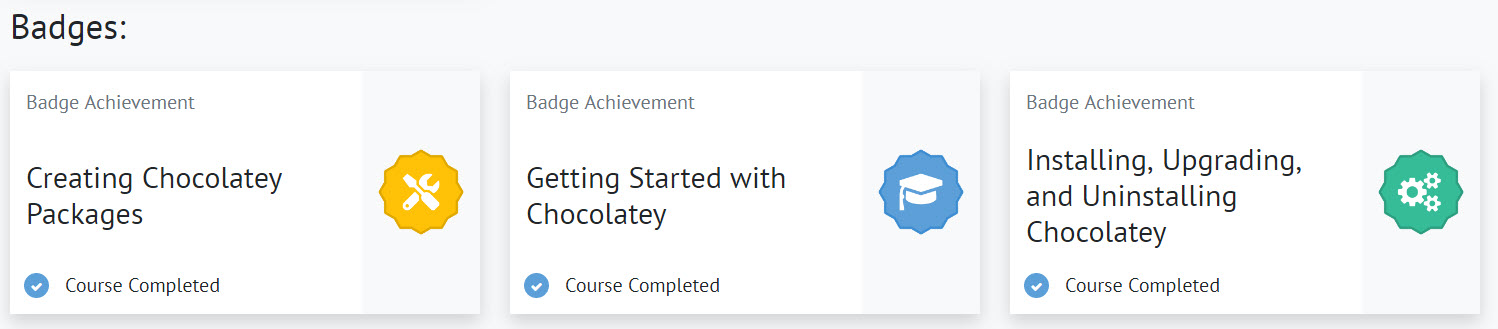 Badges:
Badge Achievement
Creating Chocolatey
Packages
Course Completed
Badge Achievement
Getting Started with
Chocolatey
Course Completed
Badge Achievement
Installing, Upgrading,
and Uninstalling
Chocolatey
Course Completed